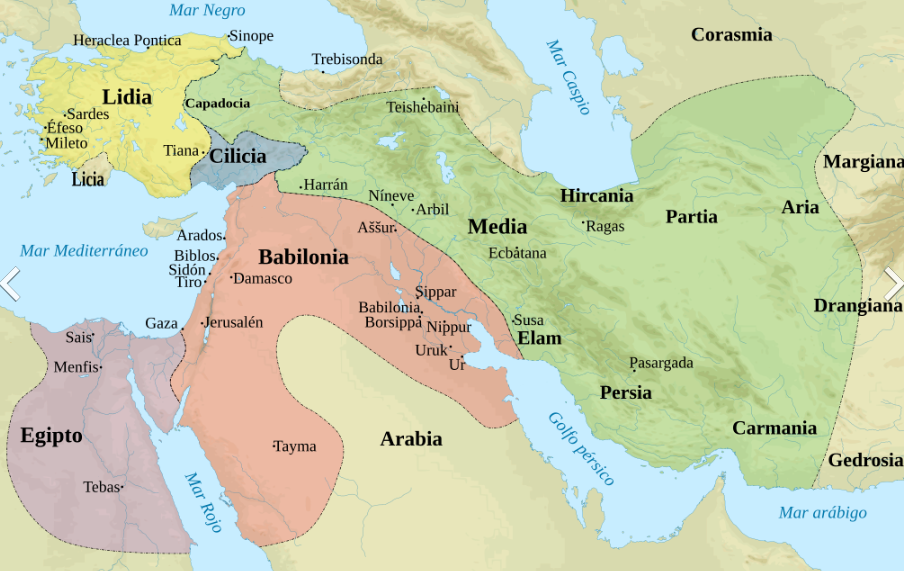 Mar Negro
Corasmia
Heraclea Pontica
Sinope
Trebisonda
Mar Caspio
Lidia
Capadocia
Teishebaini
Sardes
Éfeso
Mileto
Tiana
Cilicia
Licia
Margiana
Harrán
Níneve
Arbil
Hircania
Partia
Aria
Media
Ragas
Aššur
Ecbátana
Mar Mediterráneo
Arados
Biblos
Sidón
Tiro
Babilonia
Damasco
Sippar
Babilonia
Borsippa
Nippur
Drangiana
Gaza
Jerusalén
Susa
Elam
Sais
Menfis
Uruk
Ur
Pasargada
Persia
Egipto
Arabia
Carmania
Tayma
Golfo pérsico
Gedrosia
Tebas
Mar Rojo
Mar arábigo